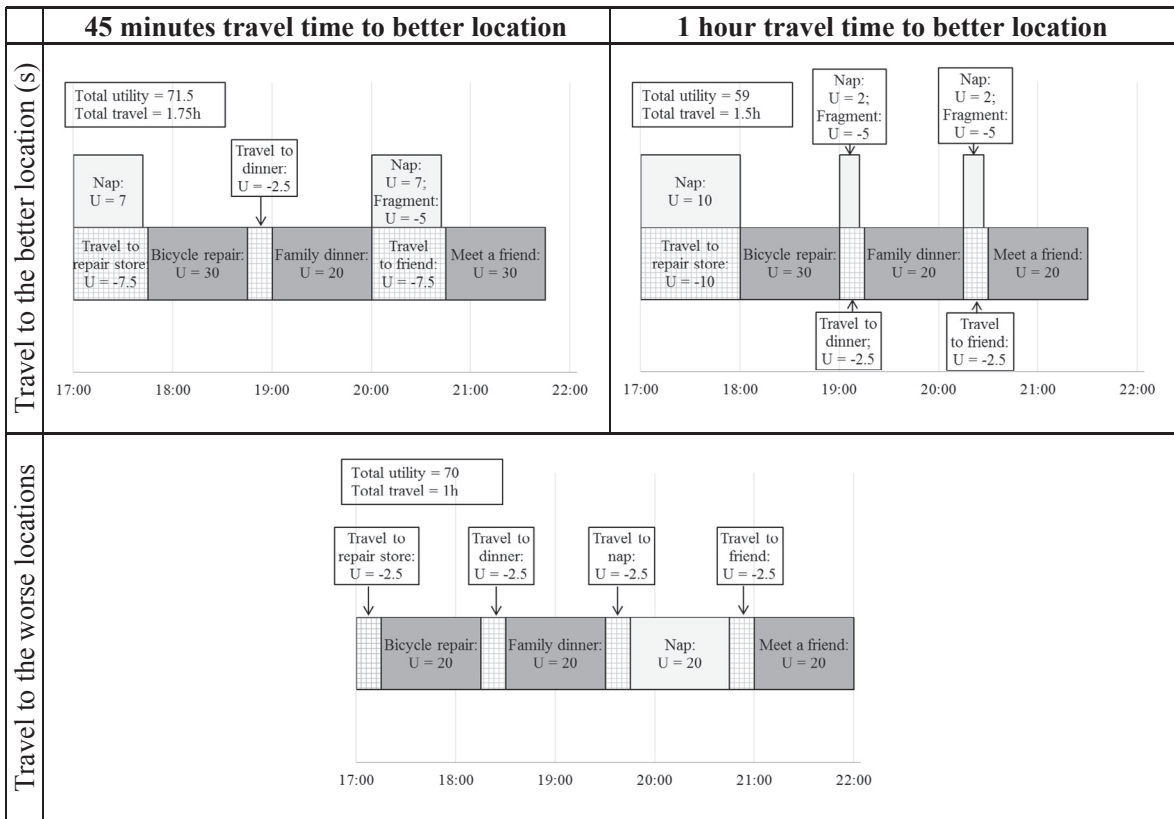 45 minutes travel time to better location
1 hour travel time to better location
Travel to the better location (s)
Total utility = 71.5
Total travel = 1.75h
Travel to
dinner:
U = -2.5
Nap:
U = 7
Nap:
U = 7;
Fragment:
U = -5
Travel to
repair store:
U = -7.5
Bicycle repair:
U = 30
Family dinner:
U = 20
Travel
to friend:
U = -7.5
Meet a friend:
U = 30
17:00
18:00
19:00
20:00
21:00
22:00
Total utility = 59
Total travel = 1.5h
Nap:
U = 2;
Fragment:
U = -5
Nap:
U = 2;
Fragment:
U = -5
Nap:
U = 10
Travel to
repair store:
U = -10
Bicycle repair:
U = 30
Family dinner:
U = 20
Meet a friend:
U = 20
Travel to
dinner;
U = -2.5
Travel
to friend:
U = -2.5
17:00
18:00
19:00
20:00
21:00
22:00
Travel to the worse locations
Total utility = 70
Total travel = 1h
Travel to
repair store:
U = -2.5
Travel to
dinner:
U = -2.5
Travel to
nap:
U = -2.5
Travel to
friend:
U = -2.5
Bicycle repair:
U = 20
Family dinner:
U = 20
Nap:
U = 20
Meet a friend:
U = 20
17:00
18:00
19:00
20:00
21:00
22:00